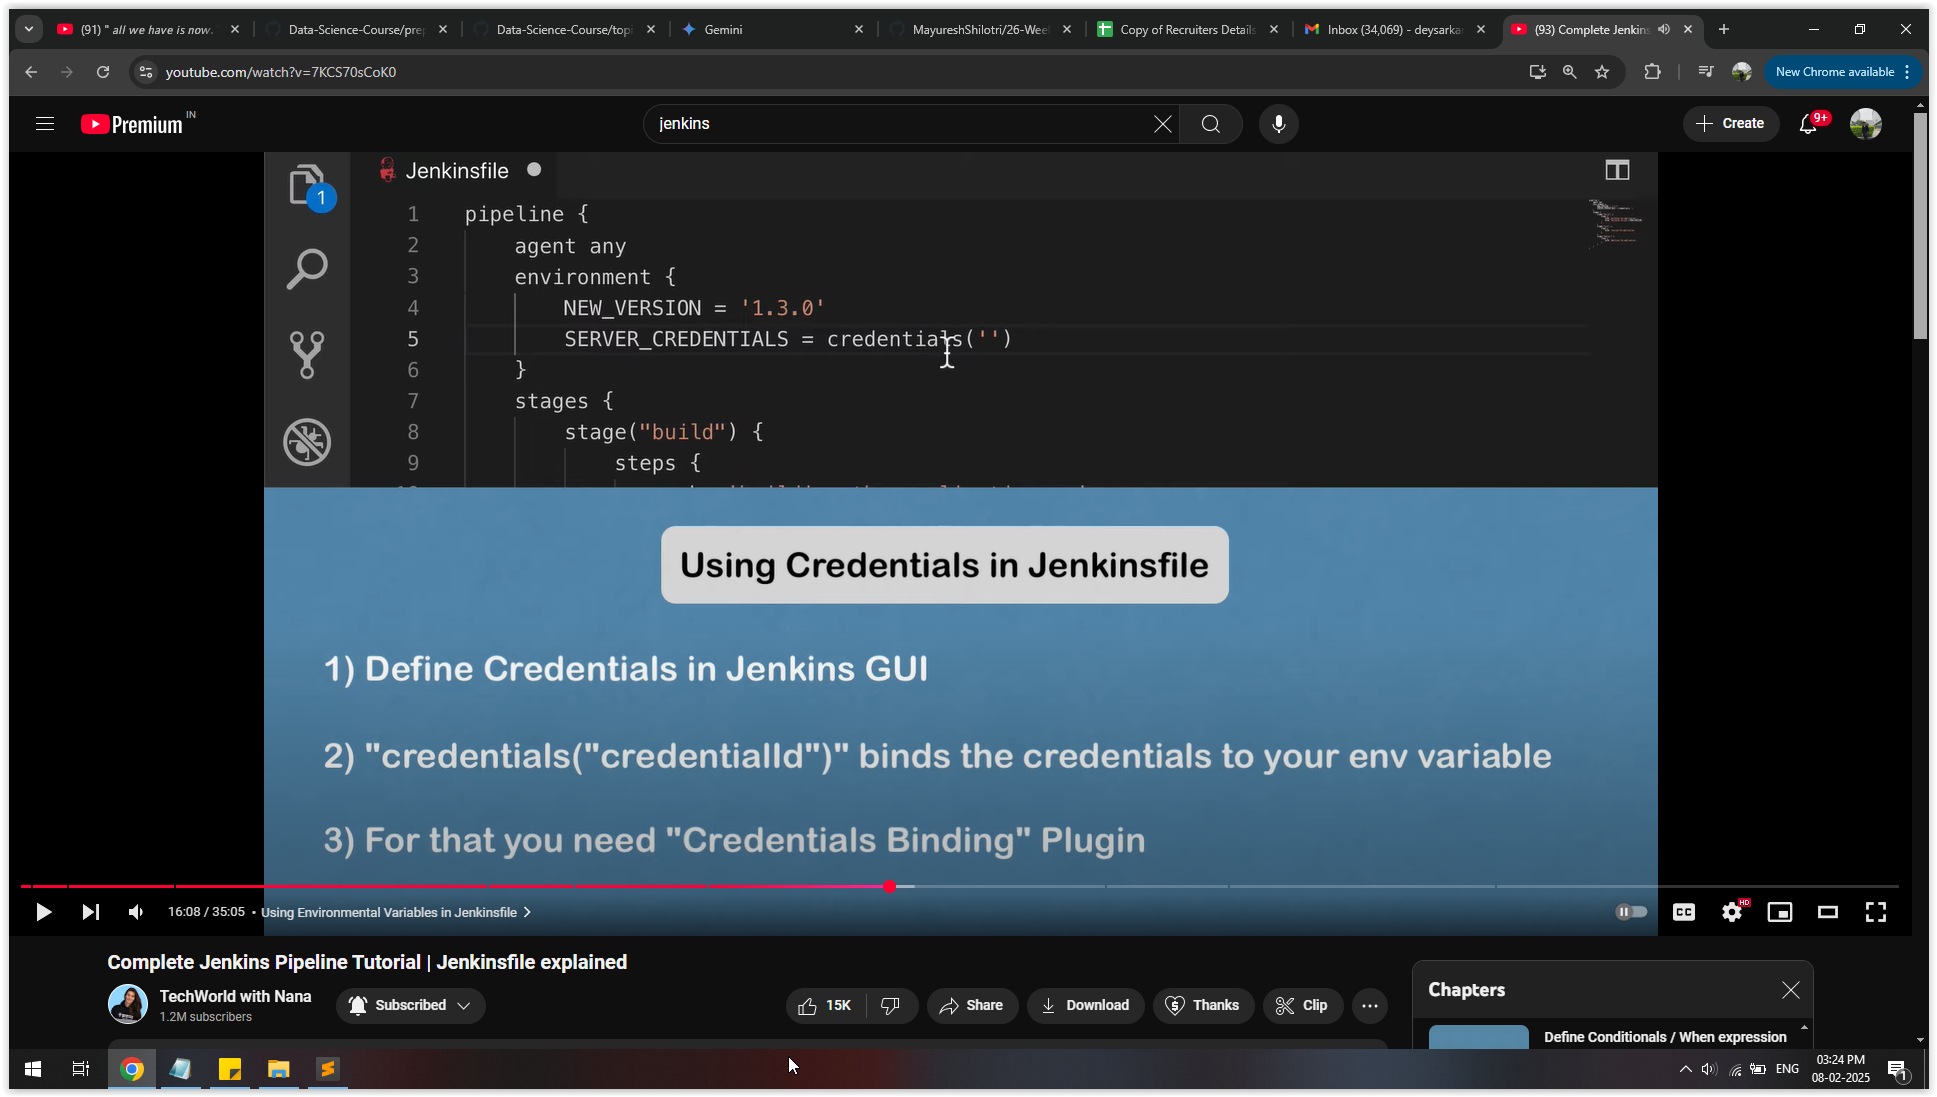 (91) " all we have is now.
Data-Science-Course/prep
Data-Science-Course/topi
Gemini
MayureshShilotri/26-Wee
Copy of Recruiters Details
Inbox (34,069) - deysarka
(93) Complete Jenkins
youtube.com/watch?v=7KCS70sCoK0
New Chrome available
Premium IN
jenkins
Create
9+
Jenkinsfile
1
1 pipeline {
2 agent any
3 environment {
4 NEW_VERSION = '1.3.0'
5 SERVER_CREDENTIALS = credentials('')
6 }
7 stages {
8 stage("build") {
9 steps {
Using Credentials in Jenkinsfile
1) Define Credentials in Jenkins GUI
2) "credentials("credentialId")" binds the credentials to your env variable
3) For that you need "Credentials Binding" Plugin
16:08 / 35:05 • Using Environmental Variables in Jenkinsfile
CC
HD
Complete Jenkins Pipeline Tutorial | Jenkinsfile explained
TechWorld with Nana
1.2M subscribers
Subscribed
15K
Share
Download
Thanks
Clip
Chapters
Define Conditionals / When expression
ENG
03:24 PM
08-02-2025
1